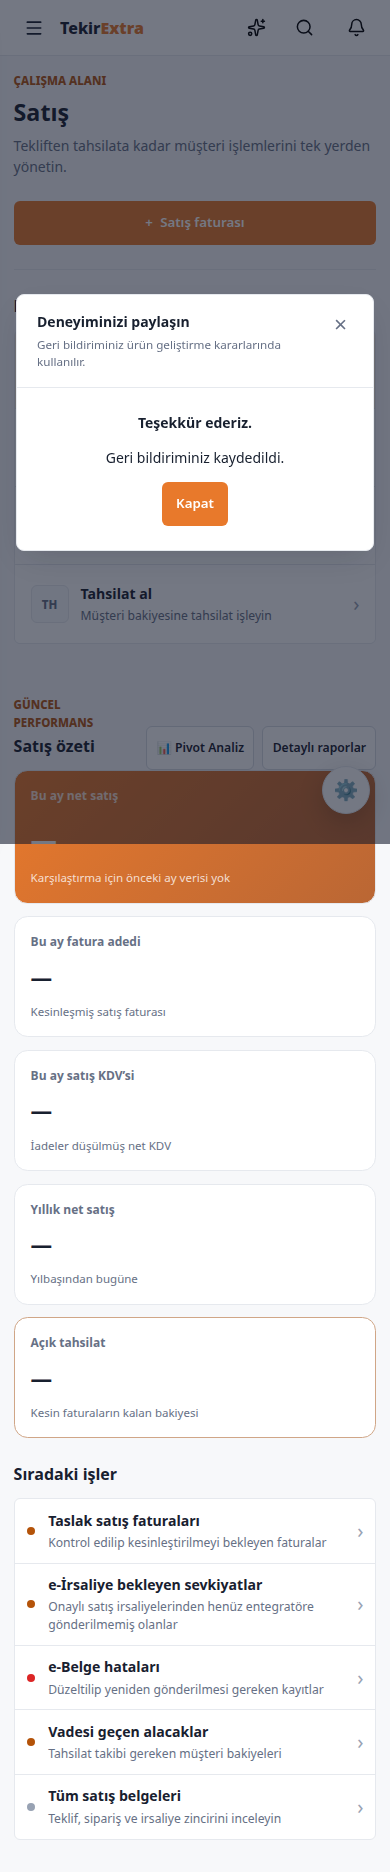 TekirExtra
ÇALIŞMA ALANI
Satış
Tekliften tahsilata kadar müşteri işlemlerini tek yerden
yönetin.
+ Satış faturası
Deneyiminizi paylaşın
Geri bildiriminiz ürün geliştirme kararlarında
kullanılır.
Teşekkür ederiz.
Geri bildiriminiz kaydedildi.
Kapat
TH
Tahsilat al
Müşteri bakiyesine tahsilat işleyin
GÜNCEL
PERFORMANS
Satış özeti
Pivot Analiz
Detaylı raporlar
Bu ay net satış
—
Karşılaştırma için önceki ay verisi yok
Bu ay fatura adedi
—
Kesinleşmiş satış faturası
Bu ay satış KDV'si
—
İadeler düşülmüş net KDV
Yıllık net satış
—
Yılbaşından bugüne
Açık tahsilat
—
Kesin faturaların kalan bakiyesi
Sıradaki işler
Taslak satış faturaları
Kontrol edilip kesinleştirilmeyi bekleyen faturalar
e-İrsaliye bekleyen sevkiyatlar
Onaylı satış irsaliyelerinden henüz entegratöre
gönderilmemiş olanlar
e-Belge hataları
Düzeltilip yeniden gönderilmesi gereken kayıtlar
Vadesi geçen alacaklar
Tahsilat takibi gereken müşteri bakiyeleri
Tüm satış belgeleri
Teklif, sipariş ve irsaliye zincirini inceleyin